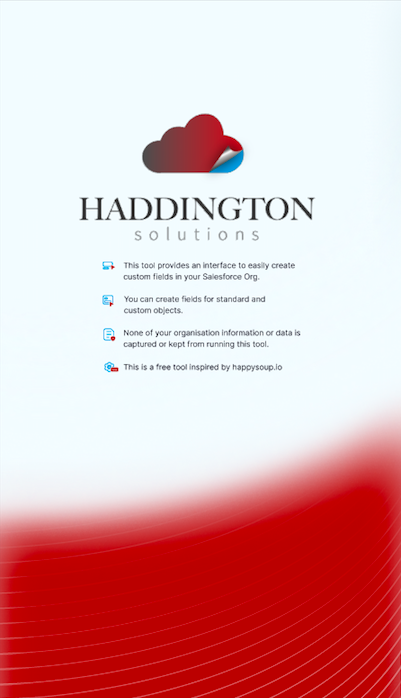 HADDINGTON
solutions
This tool provides an interface to easily create
custom fields in your Salesforce Org.
You can create fields for standard and
custom objects.
None of your organisation information or data is
captured or kept from running this tool.
This is a free tool inspired by happysoup.io